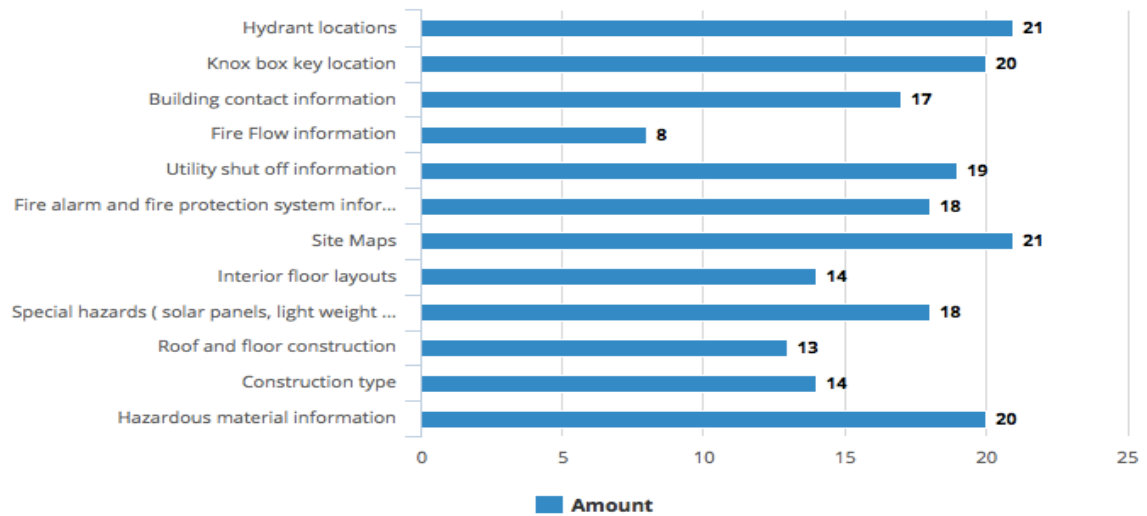 Hydrant locations 21
Knox box key location 20
Building contact information 17
Fire Flow information 8
Utility shut off information 19
Fire alarm and fire protection system infor... 18
Site Maps 21
Interior floor layouts 14
Special hazards ( solar panels, light weight ... 18
Roof and floor construction 13
Construction type 14
Hazardous material information 20
0 5 10 15 20 25
Amount